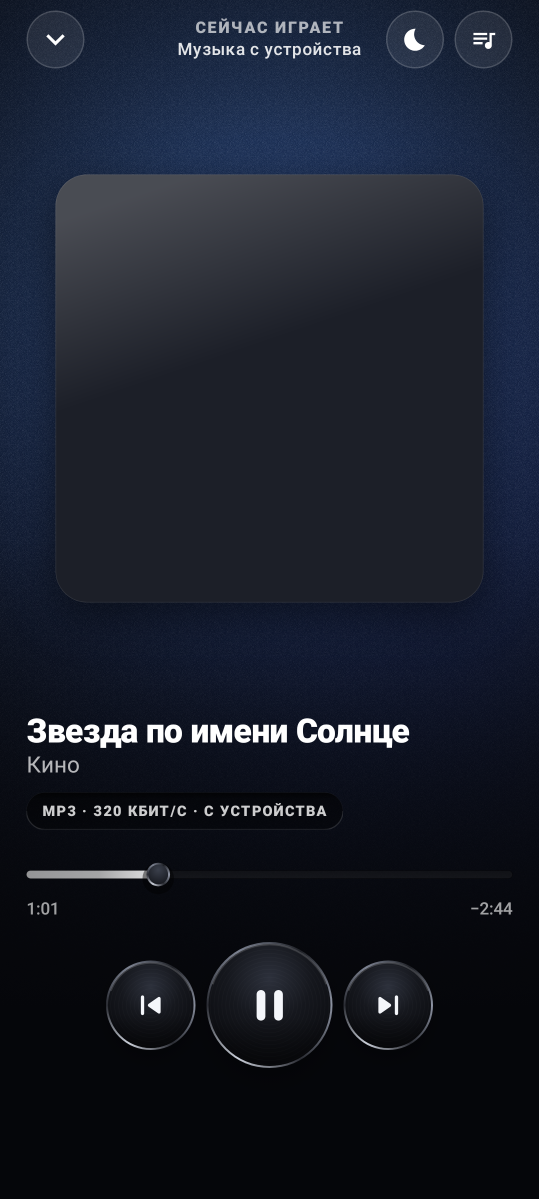 СЕЙЧАС ИГРАЕТ
Музыка с устройства
Звезда по имени Солнце
Кино
MP3 · 320 КБИТ/С · С УСТРОЙСТВА
1:01
−2:44